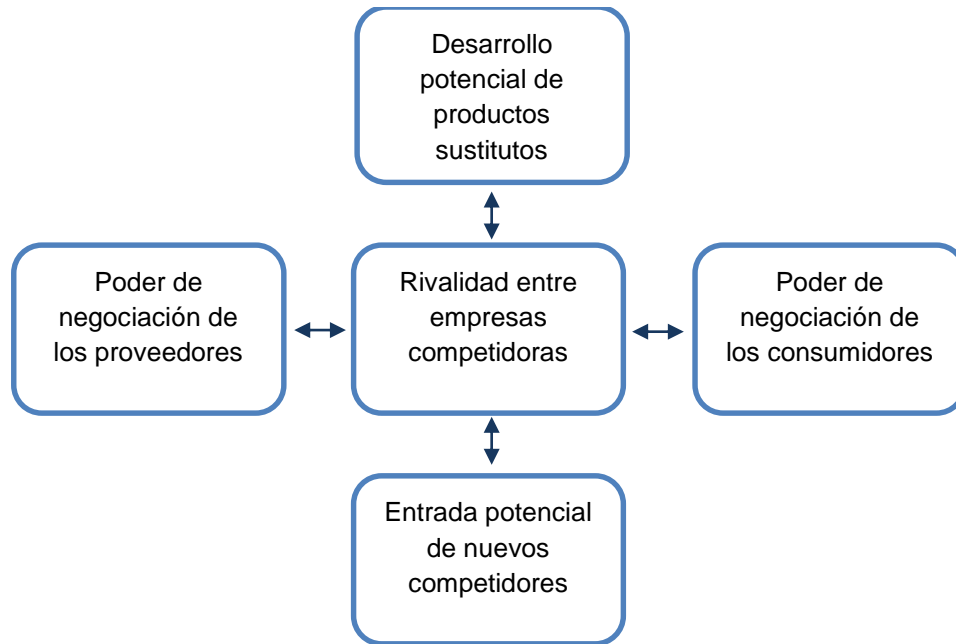 Desarrollo
potencial de
productos
sustitutos
Poder de
negociación de
los proveedores
Rivalidad entre
empresas
competidoras
Poder de
negociación de
los consumidores
Entrada potencial
de nuevos
competidores